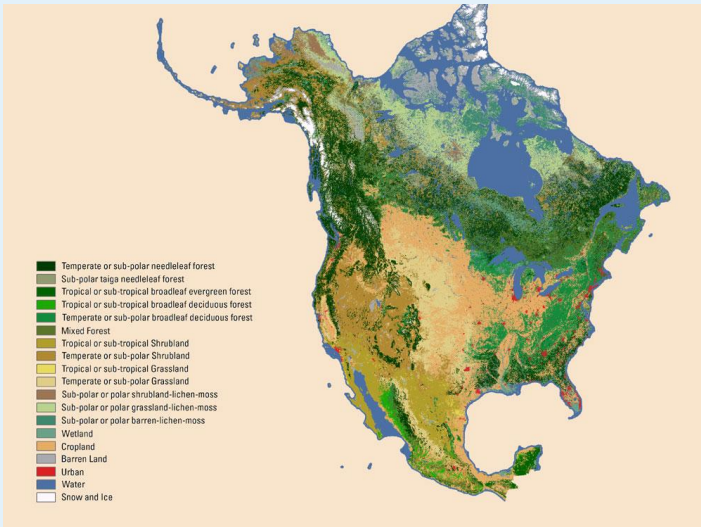 Temperate or sub-polar needleleaf forest
Sub-polar taiga needleleaf forest
Tropical or sub-tropical broadleaf evergreen forest
Tropical or sub-tropical broadleaf deciduous forest
Temperate or sub-polar broadleaf deciduous forest
Mixed Forest
Tropical or sub-tropical Shrubland
Temperate or sub-polar Shrubland
Tropical or sub-tropical Grassland
Temperate or sub-polar Grassland
Sub-polar or polar shrubland-lichen-moss
Sub-polar or polar grassland-lichen-moss
Sub-polar or polar barren-lichen-moss
Wetland
Cropland
Barren Land
Urban
Water
Snow and Ice